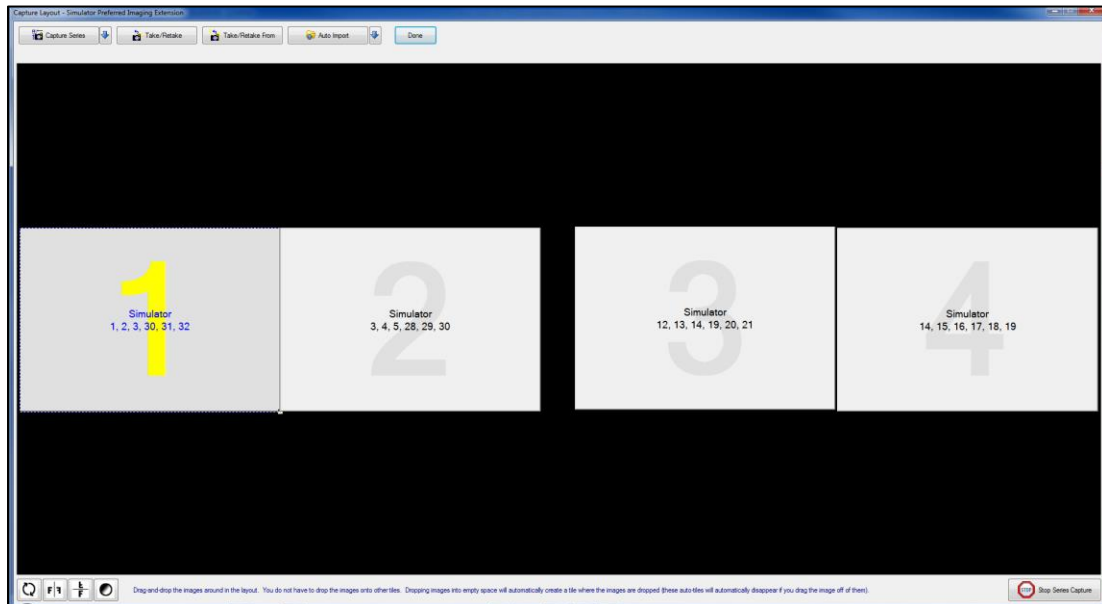 Capture Layout - Simulator Preferred Imaging Extension
Capture Series Take/Retake Take/Retake From Auto Import Done
1
Simulator
1, 2, 3, 30, 31, 32
2
Simulator
3, 4, 5, 28, 29, 30
3
Simulator
12, 13, 14, 19, 20, 21
4
Simulator
14, 15, 16, 17, 18, 19
Drag-and-drop the images around in the layout. You do not have to drop the images onto other tiles. Dropping images into empty space will automatically create a tile where the images are dropped (these auto-tiles will automatically disappear if you drag the image off of them).
STOP Stop Series Capture